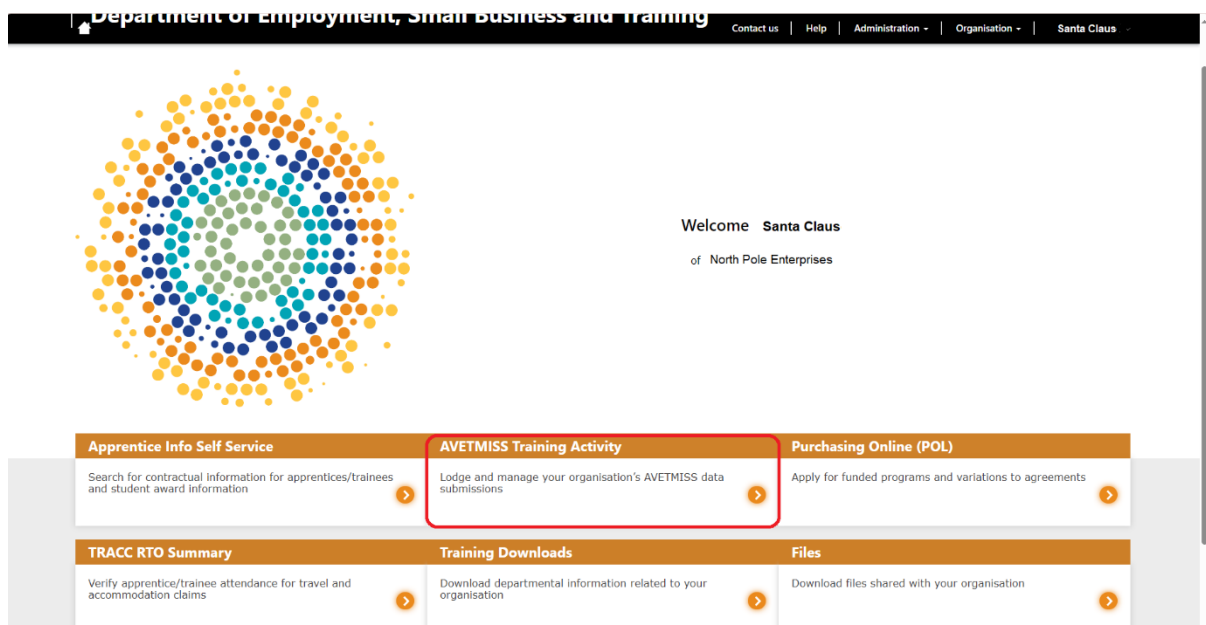 Department of Employment, Small Business and Training
Contact us | Help | Administration | Organisation | Santa Claus
Welcome Santa Claus
of North Pole Enterprises
Apprentice Info Self Service
Search for contractual information for apprentices/trainees
and student award information
AVETMISS Training Activity
Lodge and manage your organisation's AVETMISS data
submissions
Purchasing Online (POL)
Apply for funded programs and variations to agreements
TRACC RTO Summary
Verify apprentice/trainee attendance for travel and
accommodation claims
Training Downloads
Download departmental information related to your
organisation
Files
Download files shared with your organisation